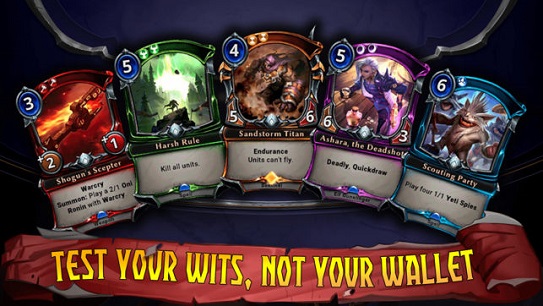 3
+2
+1
Shogun's Scepter
Warcry
Summon: Play a 2/1 Oni
Ronin with Warcry
5
Harsh Rule
Kill all units.
4
5
6
Sandstorm Titan
Endurance
Units can't fly.
5
6
3
Ashara, the Deadshot
Deadly, Quickdraw
6
Scouting Party
Play four 1/1 Yeti Spies
TEST YOUR WITS, NOT YOUR WALLET